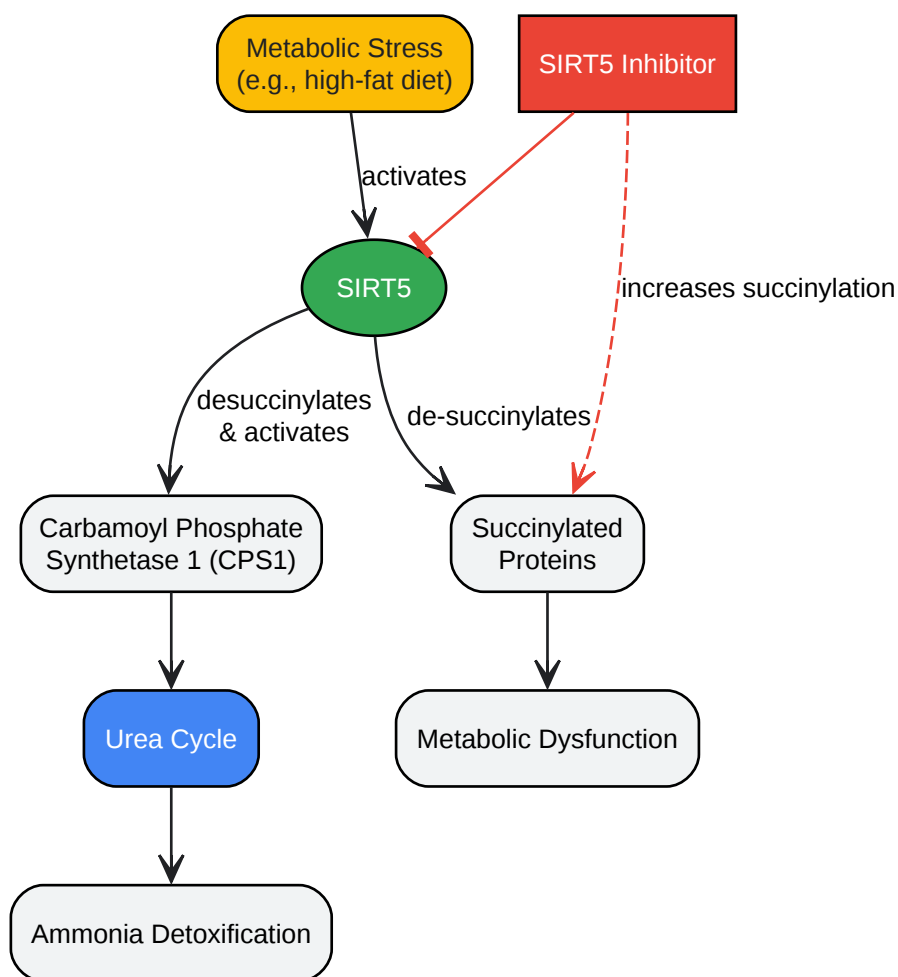 Metabolic Stress
(e.g., high-fat diet)
SIRT5 Inhibitor
activates
SIRT5
increases succinylation
desuccinylates
& activates
de-succinylates
Carbamoyl Phosphate
Synthetase 1 (CPS1)
Succinylated
Proteins
Urea Cycle
Metabolic Dysfunction
Ammonia Detoxification